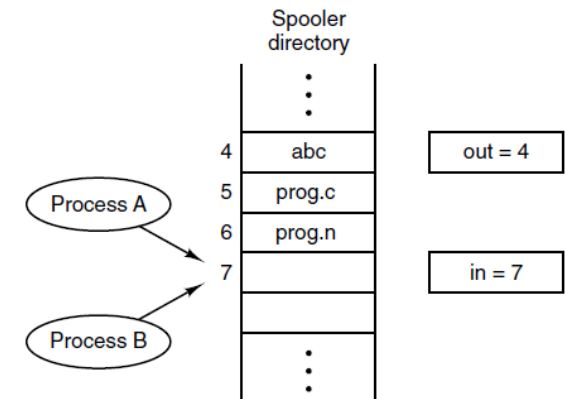 Spooler
directory
4 abc out = 4
Process A 5 prog.c
6 prog.n
7 in = 7
Process B